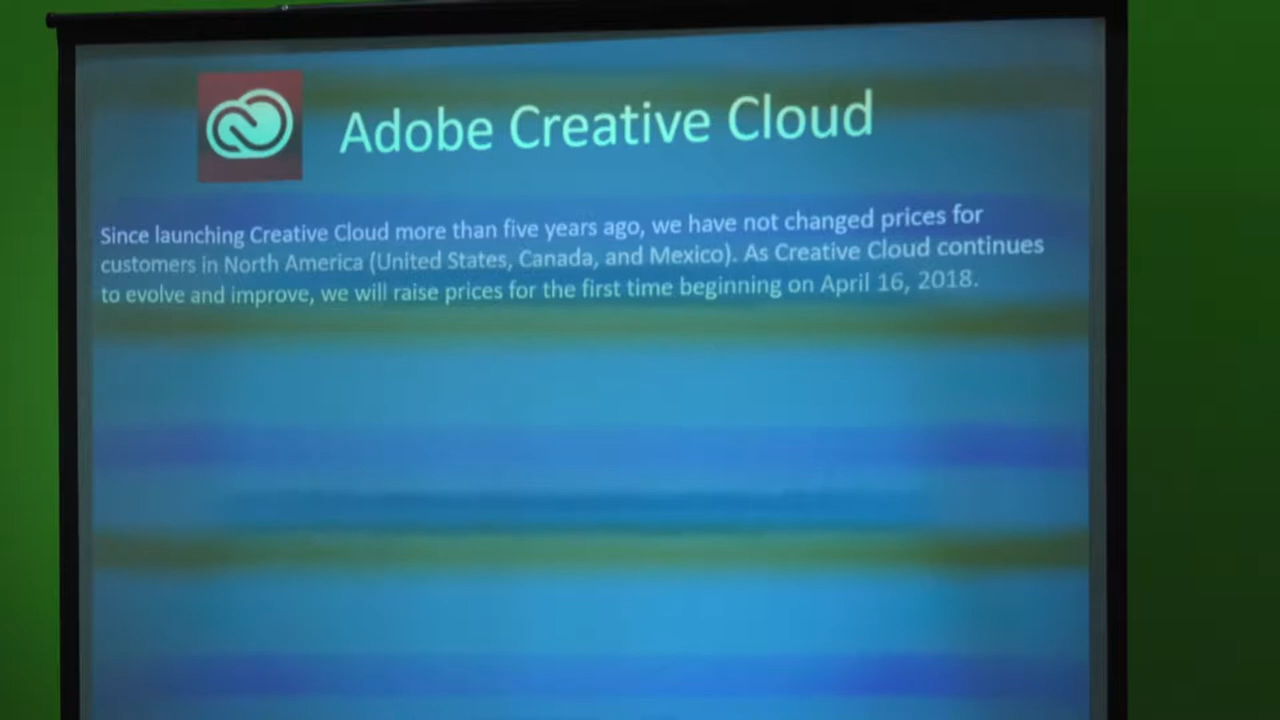 Adobe Creative Cloud
Since launching Creative Cloud more than five years ago, we have not changed prices for
customers in North America (United States, Canada, and Mexico). As Creative Cloud continues
to evolve and improve, we will raise prices for the first time beginning on April 16, 2018.